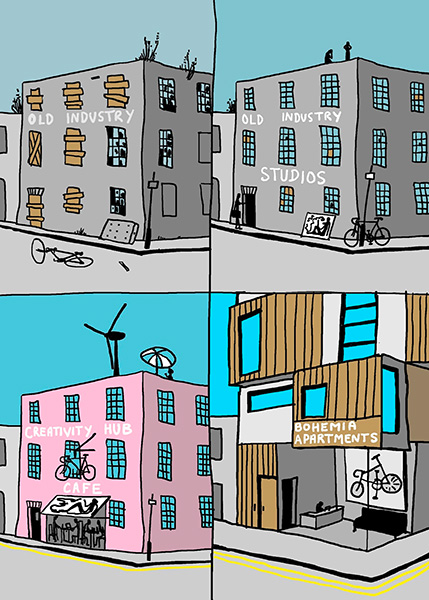 OLD INDUSTRY
OLD INDUSTRY
STUDIOS
CREATIVITY HUB
CAFE
BOHEMIA
APARTMENTS